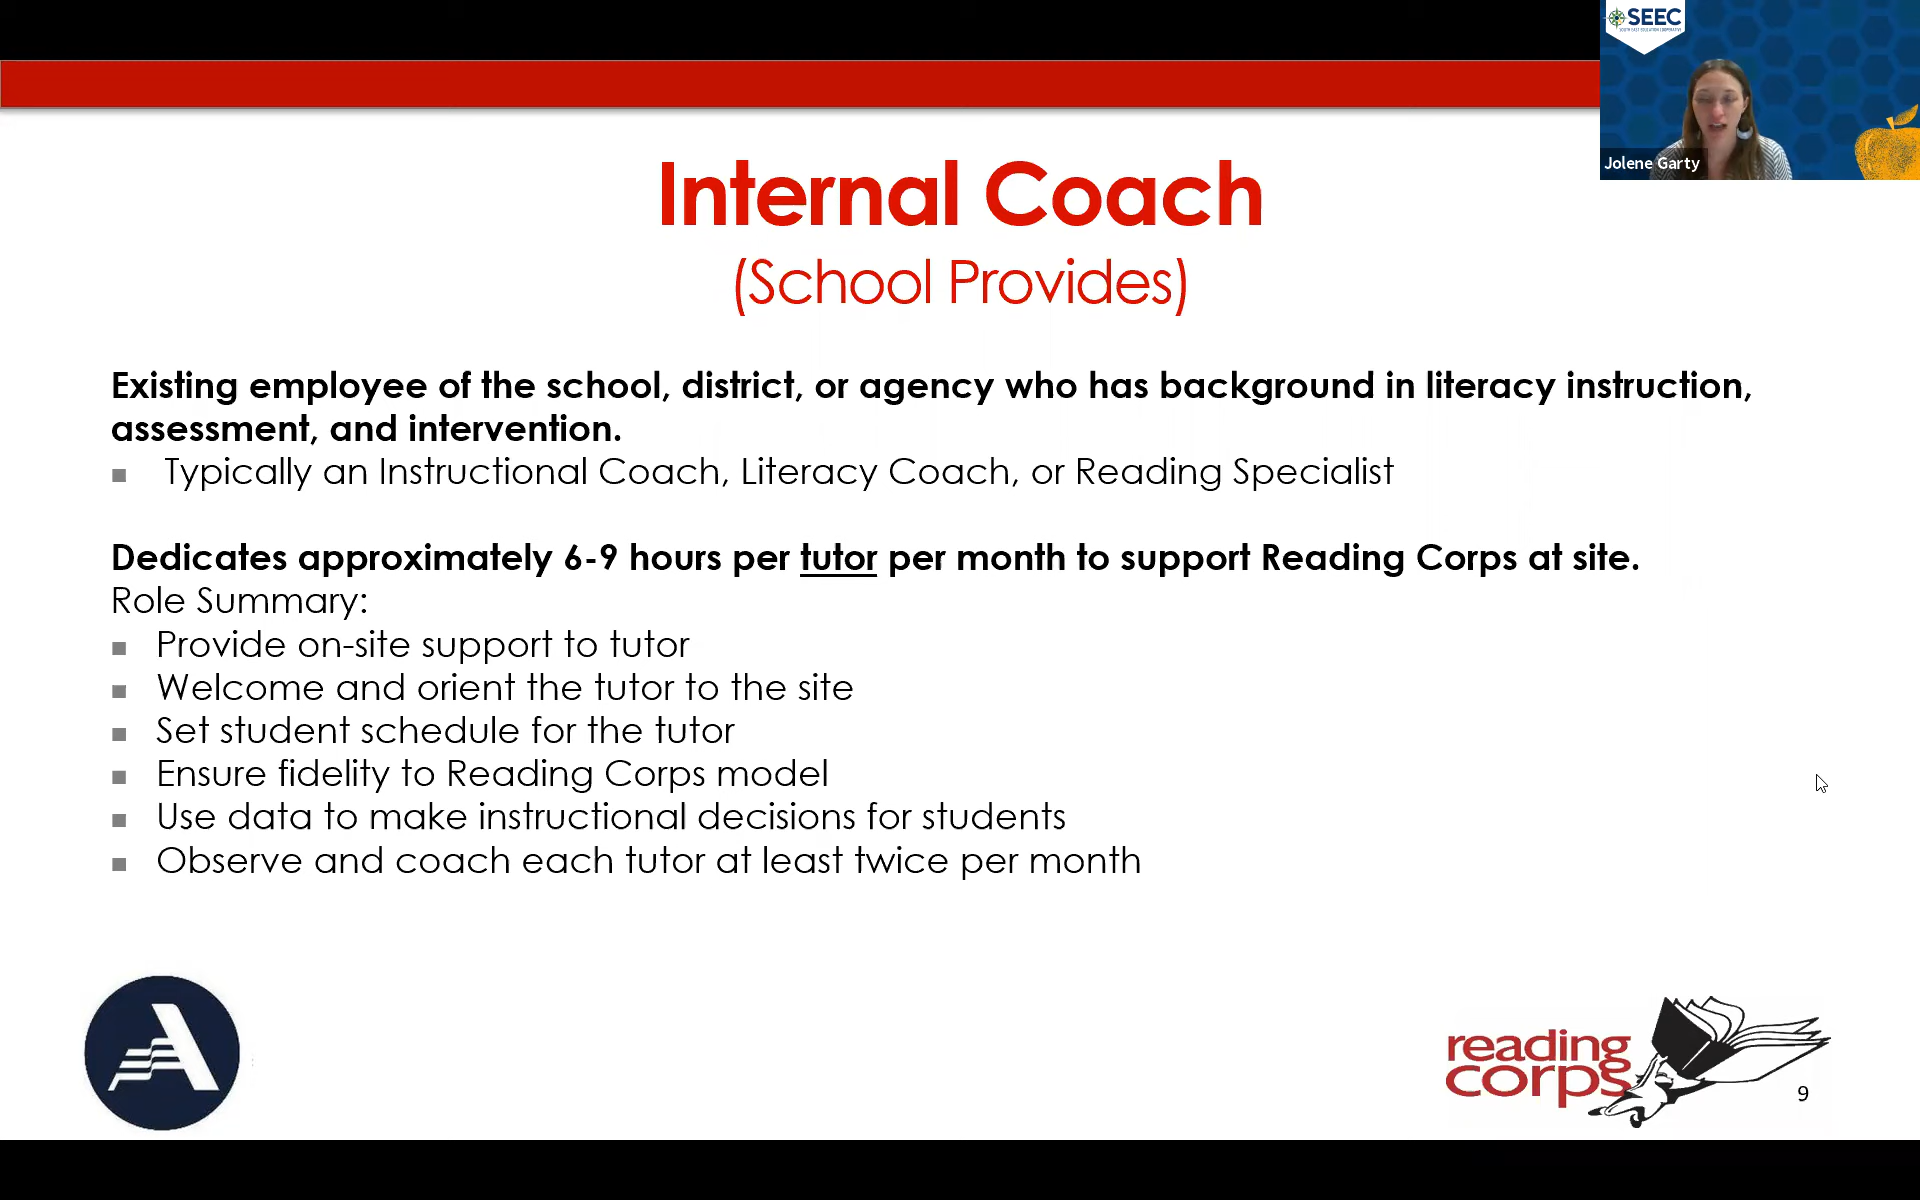 SEEC
SOUTH EAST EDUCATION COOPERATIVE
Jolene Garty
Internal Coach
(School Provides)
Existing employee of the school, district, or agency who has background in literacy instruction,
assessment, and intervention.
Typically an Instructional Coach, Literacy Coach, or Reading Specialist
Dedicates approximately 6-9 hours per tutor per month to support Reading Corps at site.
Role Summary:
Provide on-site support to tutor
Welcome and orient the tutor to the site
Set student schedule for the tutor
Ensure fidelity to Reading Corps model
Use data to make instructional decisions for students
Observe and coach each tutor at least twice per month
A
reading
corps
9